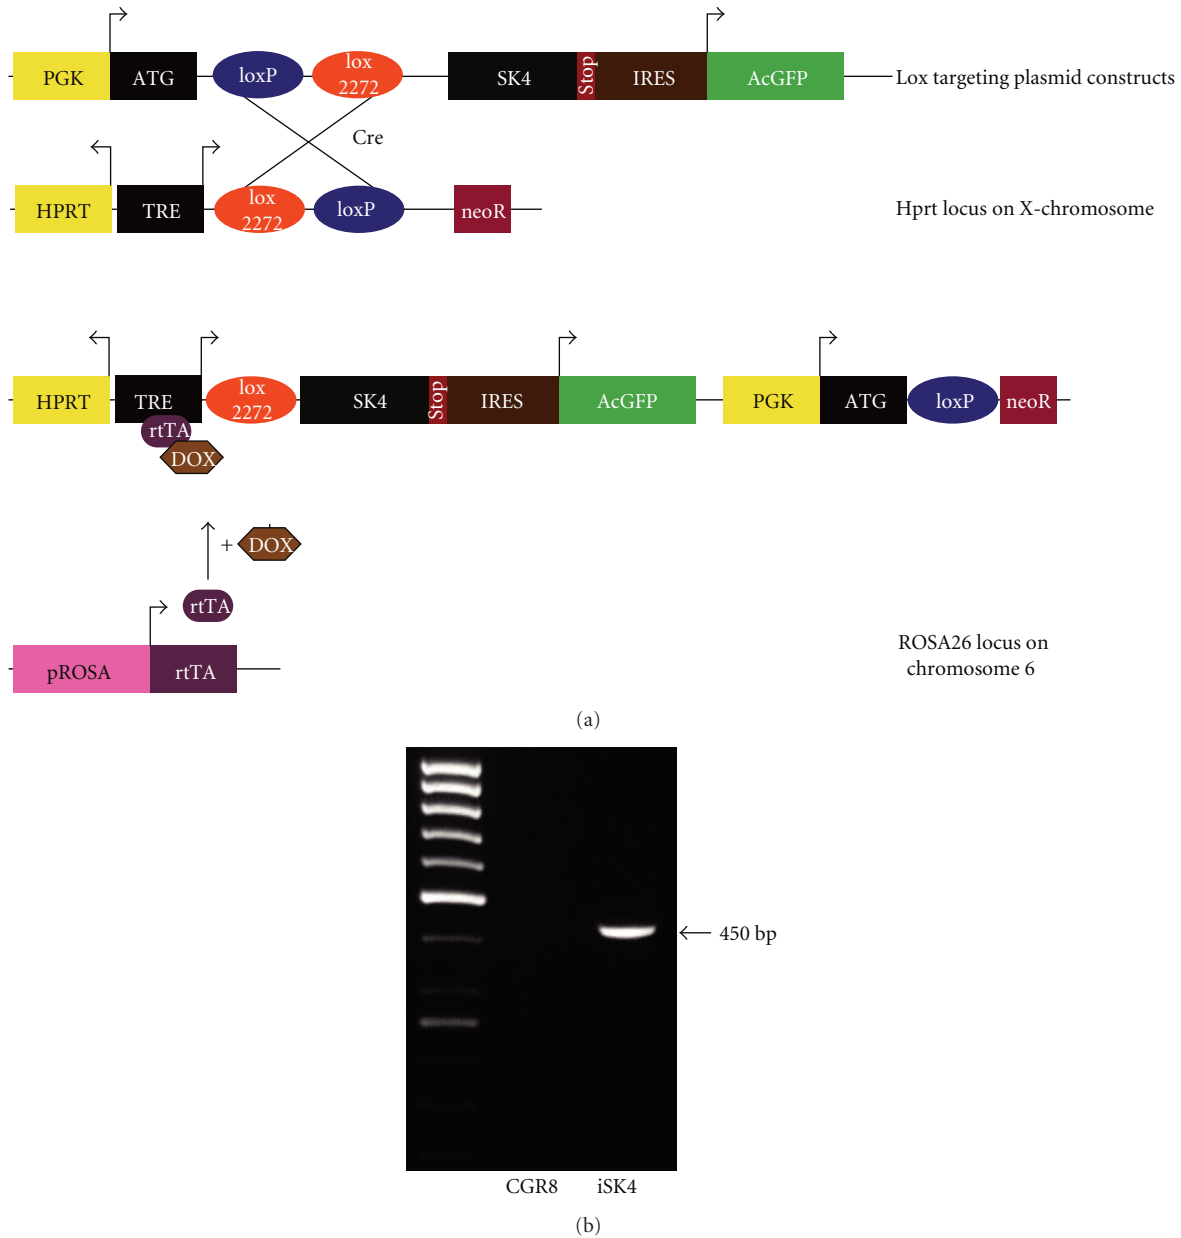 PGK ATG loxP lox 2272 SK4 Stop IRES AcGFP Lox targeting plasmid constructs
Cre
HPRT TRE lox 2272 loxP neoR Hprt locus on X-chromosome
HPRT TRE lox 2272 SK4 Stop IRES AcGFP PGK ATG loxP neoR
rtTA
DOX
+ DOX
rtTA
pROSA rtTA
ROSA26 locus on
chromosome 6
(a)
450 bp
CGR8 iSK4
(b)